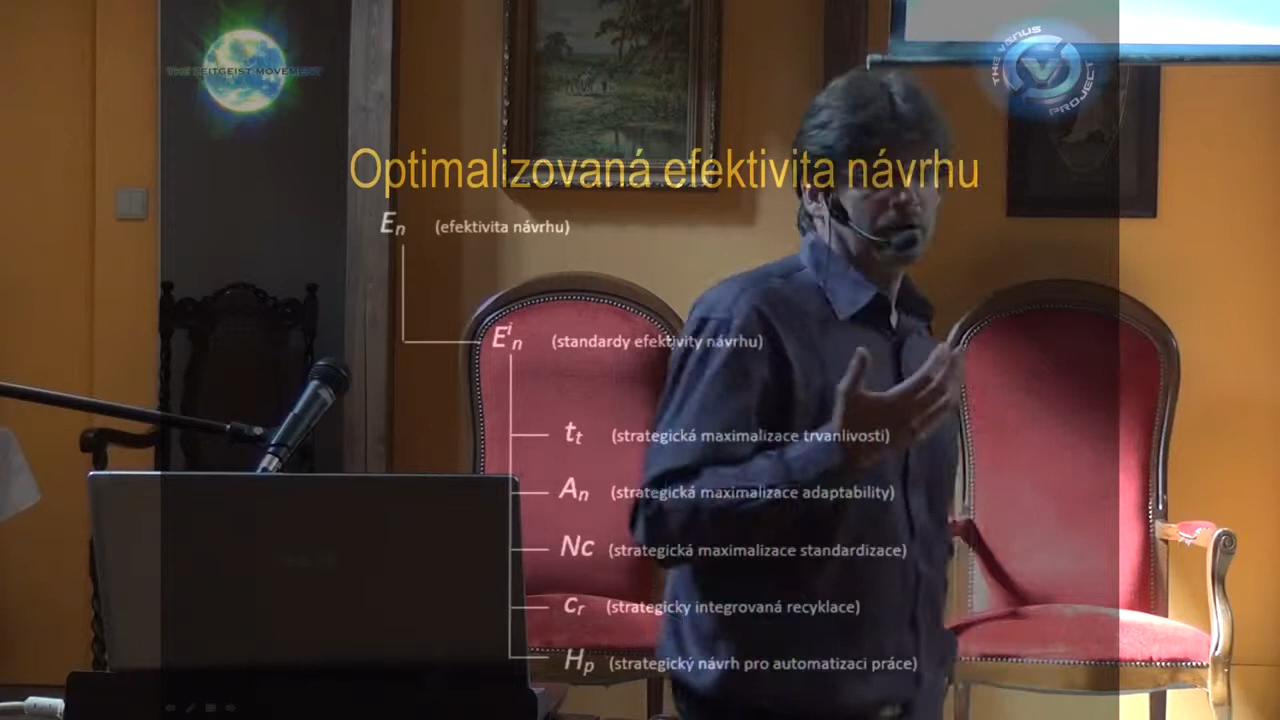 THE ZEITGEIST MOVEMENT
THE VENUS PROJECT
Optimalizovaná efektivita návrhu
En (efektivita návrhu)
Ein (standardy efektivity návrhu)
tt (strategická maximalizace trvanlivosti)
An (strategická maximalizace adaptability)
Nc (strategická maximalizace standardizace)
cr (strategicky integrovaná recyklace)
Hp (strategický návrh pro automatizaci práce)